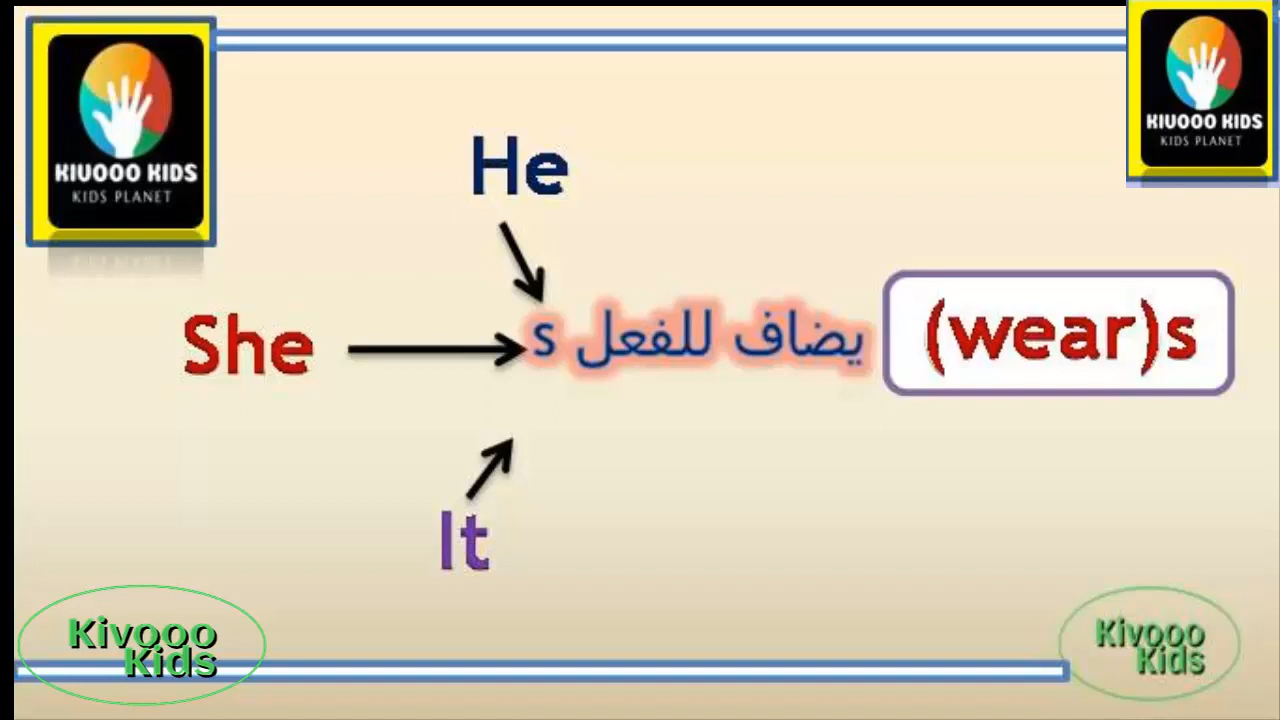 KIVOOO KIDS
KIDS PLANET
KIVOOO KIDS
KIDS PLANET
He
She
يضاف للفعل s
(wear)s
It
Kivooo
Kids
Kivooo
Kids